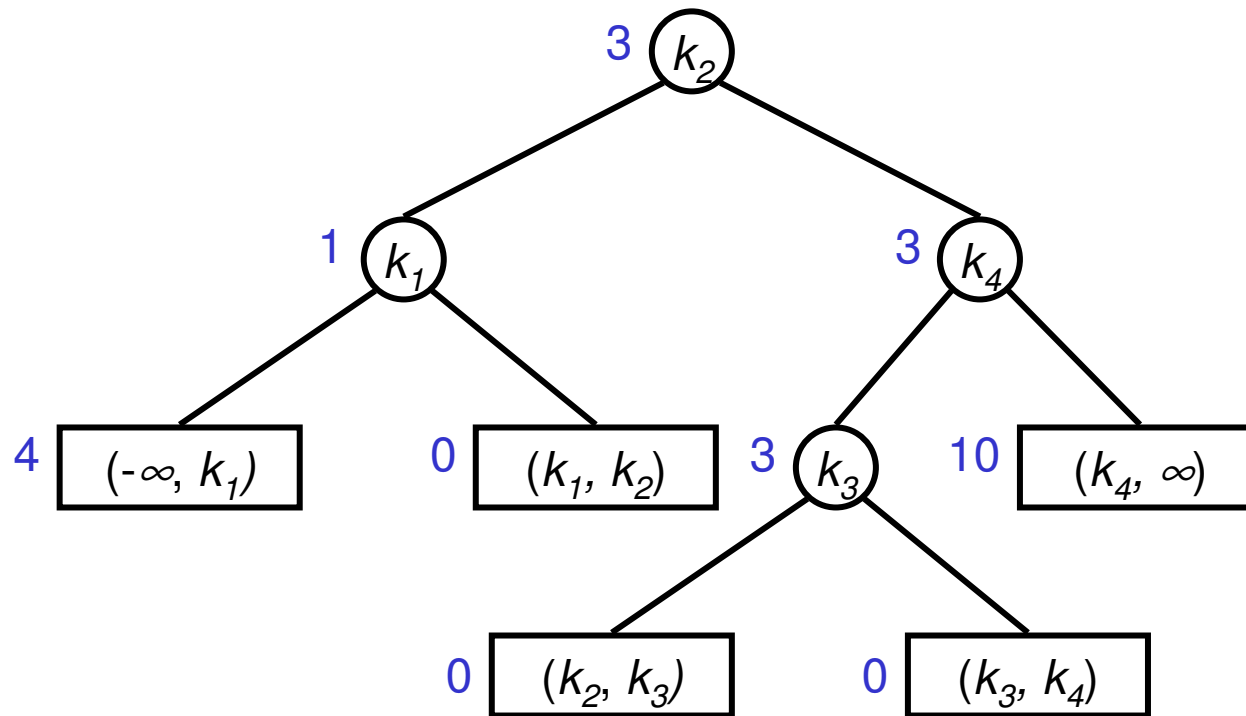 3 k₂
1 k₁ 3 k₄
4 (-∞, k₁) 0 (k₁, k₂) 3 k₃ 10 (k₄, ∞)
0 (k₂, k₃) 0 (k₃, k₄)